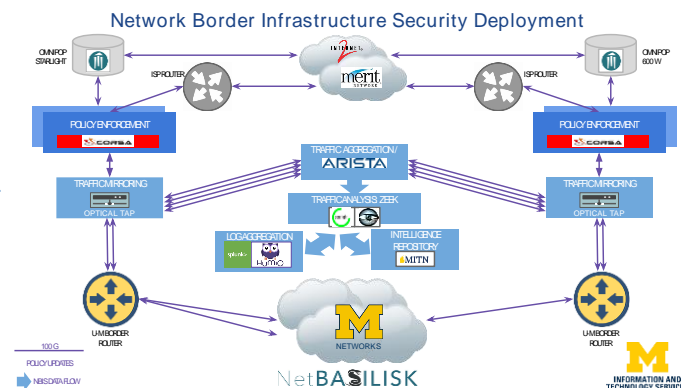 Network Border Infrastructure Security Deployment
OMNIPOP
STARLIGHT
ISP ROUTER
INTERNET
2
merit
NETWORK
ISP ROUTER
OMNIPOP
600 W
POLICY ENFORCEMENT
CORSA
POLICY ENFORCEMENT
CORSA
TRAFFIC AGGREGATION /
ARISTA
TRAFFIC MIRRORING
OPTICAL TAP
TRAFFIC ANALYSIS: ZEEK
TRAFFIC MIRRORING
OPTICAL TAP
LOG AGGREGATION
splunk>
HUMIO
INTELLIGENCE
REPOSITORY
MITN
U-M BORDER
ROUTER
M
NETWORKS
U-M BORDER
ROUTER
100 G
POLICY UPDATES
NBIS DATA FLOW
NetBASILISK
M
INFORMATION AND
TECHNOLOGY SERVICES